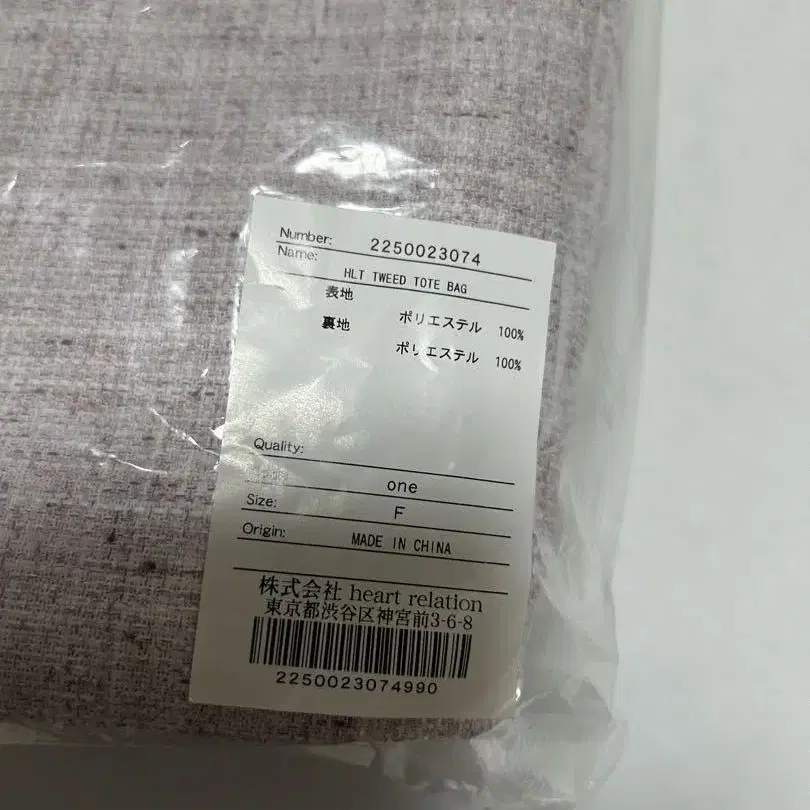 Number: 2250023074
Name:
HLT TWEED TOTE BAG
表地
ポリエステル 100%
裏地
ポリエステル 100%
Quality:
one
Size: F
Origin: MADE IN CHINA
株式会社 heart relation
東京都渋谷区神宮前3-6-8
2250023074990